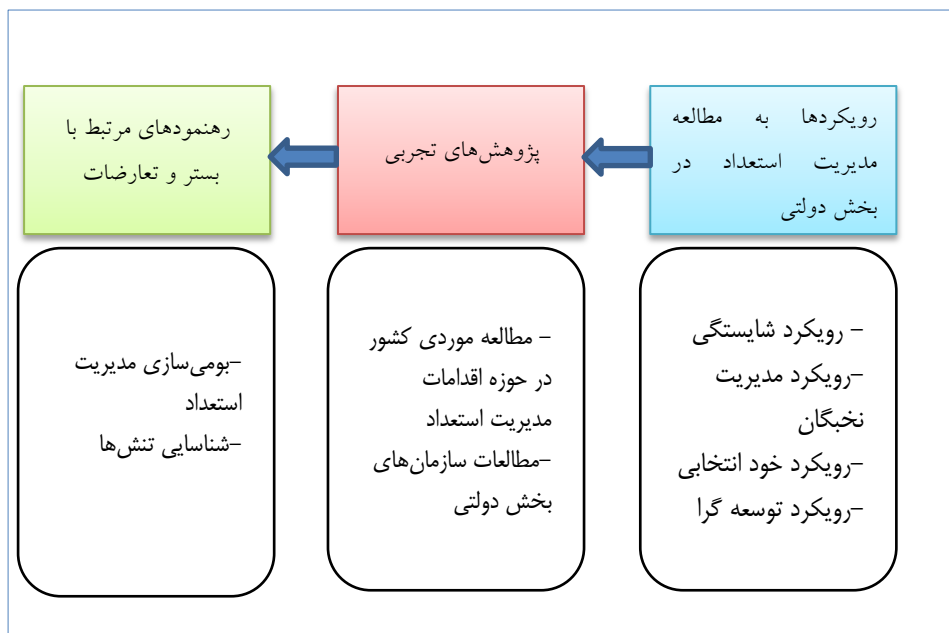 رویکردها به مطالعه
مدیریت استعداد در
بخش دولتی
پژوهش‌های تجربی
رهنمودهای مرتبط با
بستر و تعارضات
- رویکرد شایستگی
-رویکرد مدیریت
نخبگان
-رویکرد خود انتخابی
-رویکرد توسعه گرا
- مطالعه موردی کشور
در حوزه اقدامات
مدیریت استعداد
-مطالعات سازمان‌های
بخش دولتی
-بومی‌سازی مدیریت
استعداد
-شناسایی تنش‌ها